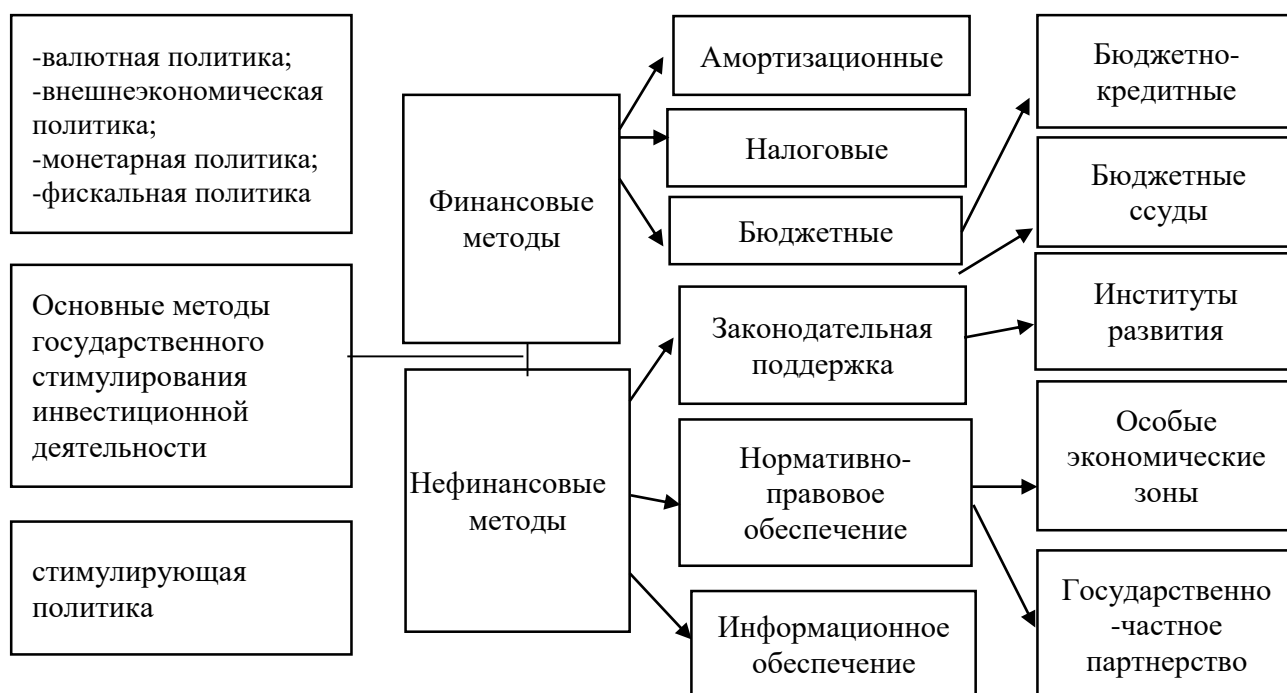 -валютная политика;
-внешнеэкономическая
политика;
-монетарная политика;
-фискальная политика
Основные методы
государственного
стимулирования
инвестиционной
деятельности
стимулирующая
политика
Финансовые
методы
Нефинансовые
методы
Амортизационные
Налоговые
Бюджетные
Законодательная
поддержка
Нормативно-
правовое
обеспечение
Информационное
обеспечение
Бюджетно-
кредитные
Бюджетные
ссуды
Институты
развития
Особые
экономические
зоны
Государственно
-частное
партнерство